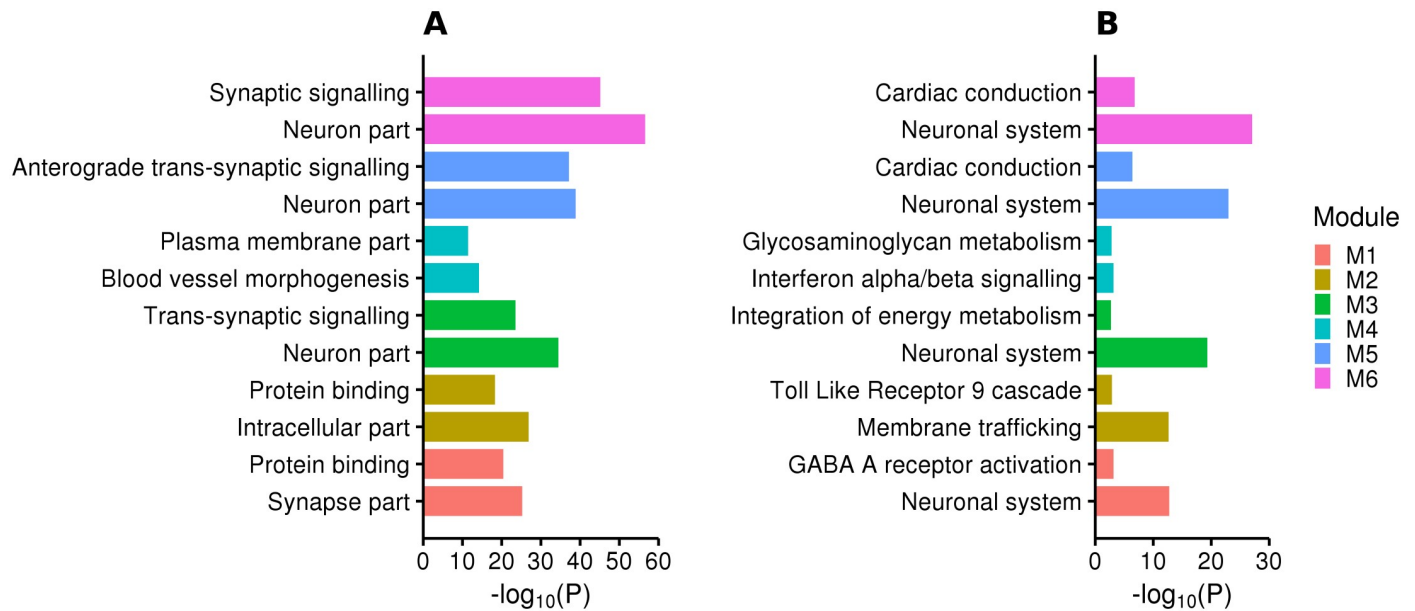 A
Synaptic signalling
Neuron part
Anterograde trans-synaptic signalling
Neuron part
Plasma membrane part
Blood vessel morphogenesis
Trans-synaptic signalling
Neuron part
Protein binding
Intracellular part
Protein binding
Synapse part
0 10 20 30 40 50 60
-log₁₀(P)
B
Cardiac conduction
Neuronal system
Cardiac conduction
Neuronal system
Glycosaminoglycan metabolism
Interferon alpha/beta signalling
Integration of energy metabolism
Neuronal system
Toll Like Receptor 9 cascade
Membrane trafficking
GABA A receptor activation
Neuronal system
0 10 20 30
-log₁₀(P)
Module
M1
M2
M3
M4
M5
M6